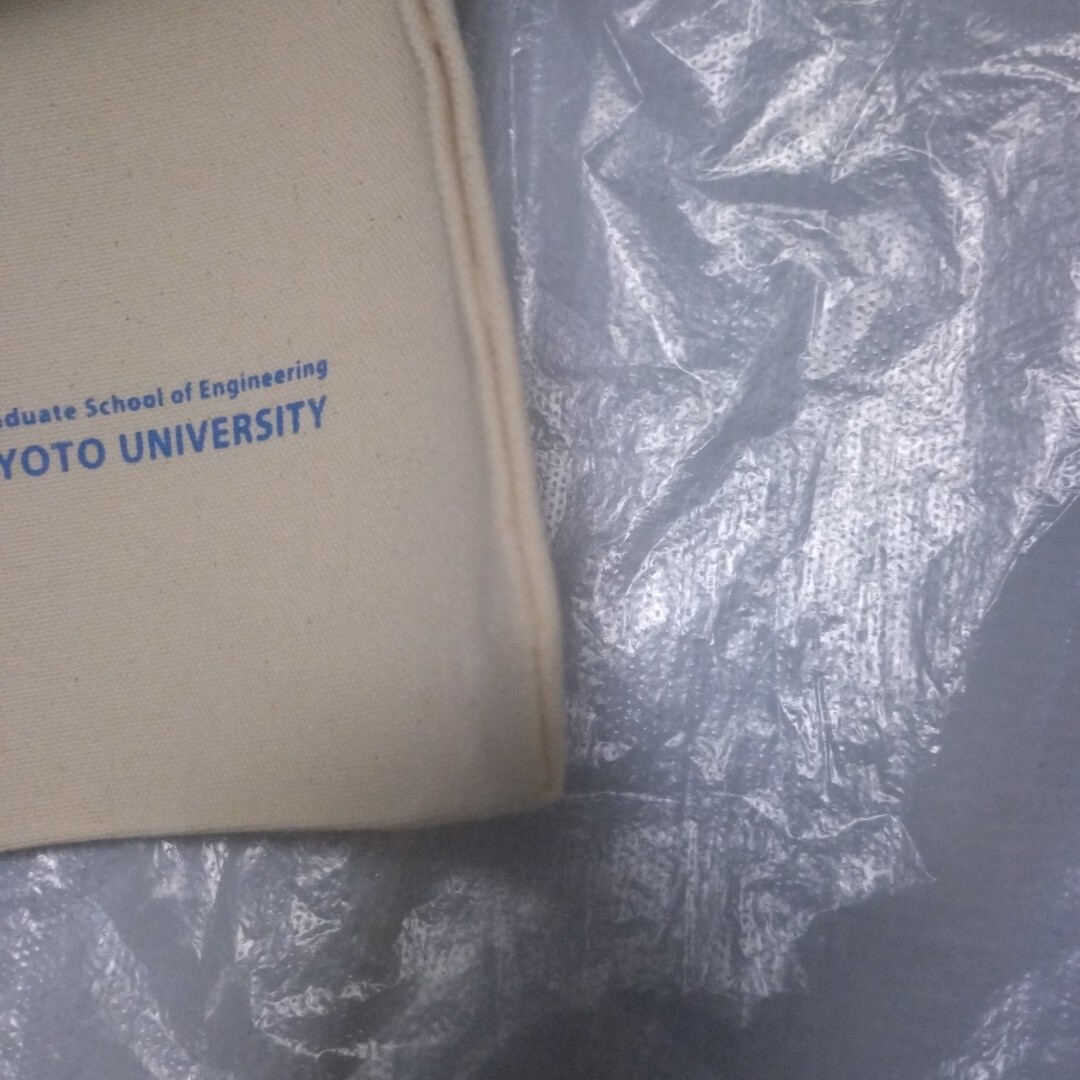 aduate School of Engineering
YOTO UNIVERSITY